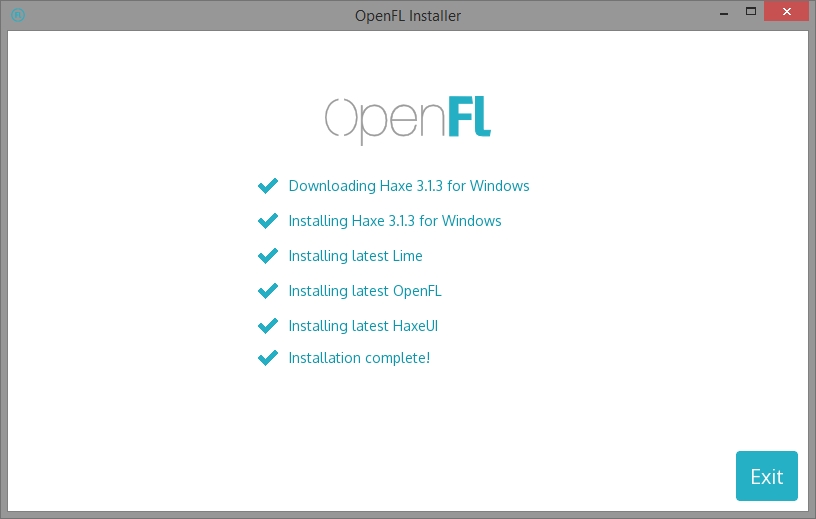 OpenFL Installer
OpenFL
Downloading Haxe 3.1.3 for Windows
Installing Haxe 3.1.3 for Windows
Installing latest Lime
Installing latest OpenFL
Installing latest HaxeUI
Installation complete!
Exit